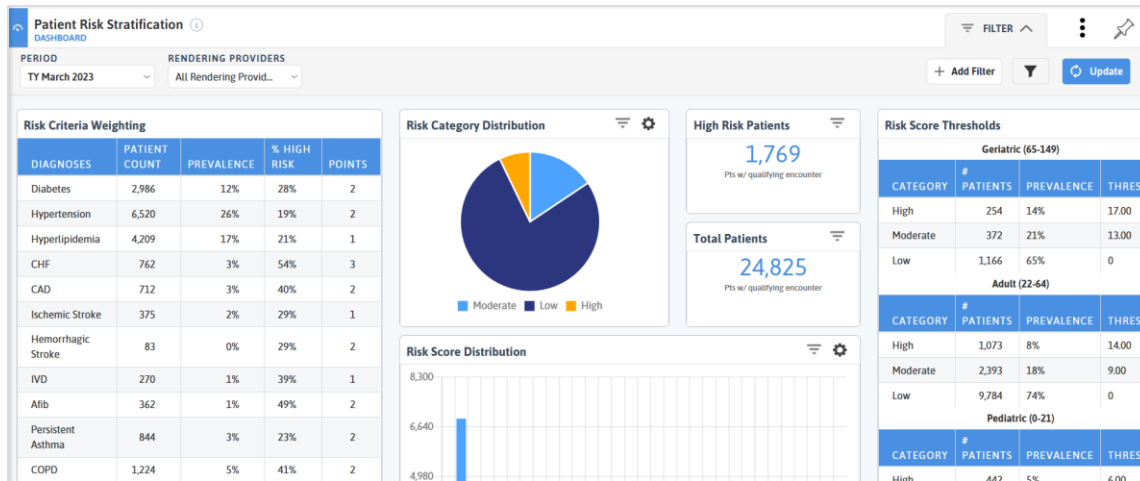 Patient Risk Stratification
DASHBOARD
FILTER
PERIOD
RENDERING PROVIDERS
TY March 2023
All Rendering Provid...
Add Filter
Update
Risk Criteria Weighting
DIAGNOSES PATIENT COUNT PREVALENCE % HIGH RISK POINTS
Diabetes 2,986 12% 28% 2
Hypertension 6,520 26% 19% 2
Hyperlipidemia 4,209 17% 21% 1
CHF 762 3% 54% 3
CAD 712 3% 40% 2
Ischemic Stroke 375 2% 29% 1
Hemorrhagic Stroke 83 0% 29% 2
IVD 270 1% 39% 1
Afib 362 1% 49% 2
Persistent Asthma 844 3% 23% 2
COPD 1,224 5% 41% 2
Risk Category Distribution
Moderate Low High
Risk Score Distribution
8,300
6,640
4,980
High Risk Patients
1,769
Pts w/ qualifying encounter
Total Patients
24,825
Pts w/ qualifying encounter
Risk Score Thresholds
Geriatric (65-149)
CATEGORY # PATIENTS PREVALENCE THRES
High 254 14% 17.00
Moderate 372 21% 13.00
Low 1,166 65% 0
Adult (22-64)
CATEGORY # PATIENTS PREVALENCE THRES
High 1,073 8% 14.00
Moderate 2,393 18% 9.00
Low 9,784 74% 0
Pediatric (0-21)
CATEGORY # PATIENTS PREVALENCE THRES
High 442 5% 6.00